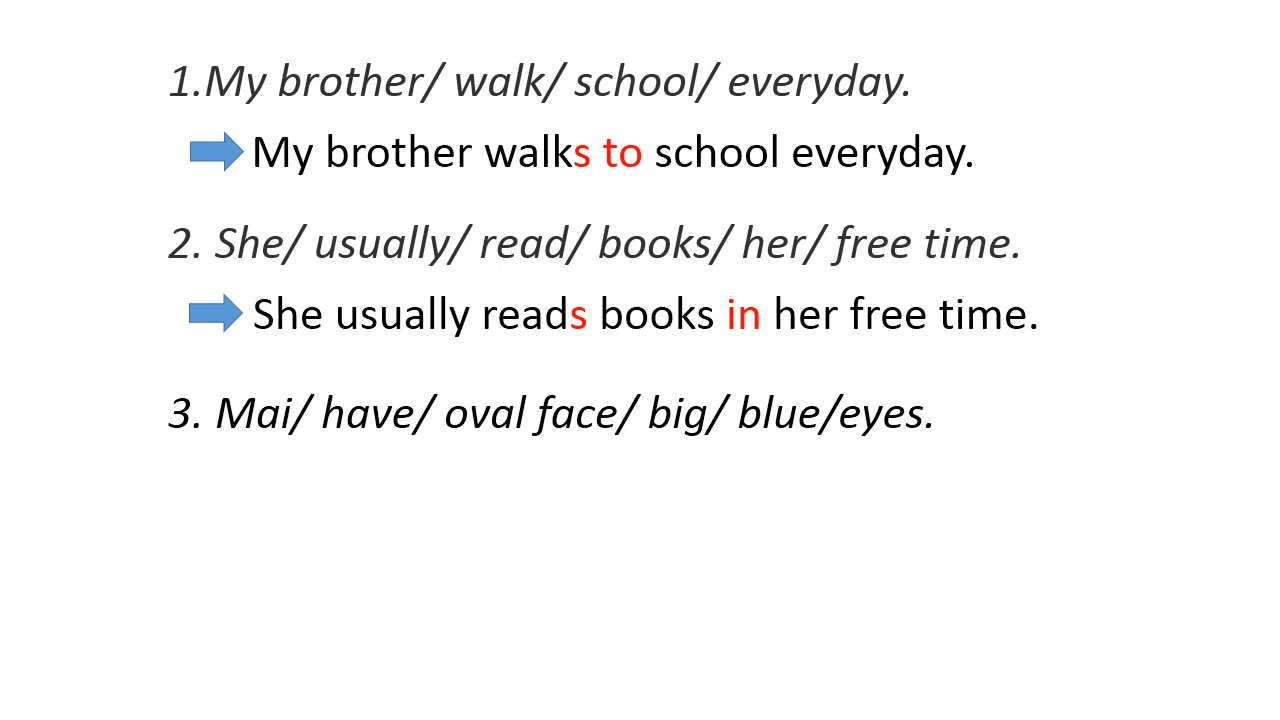 1.My brother/ walk/ school/ everyday.
My brother walks to school everyday.
2. She/ usually/ read/ books/ her/ free time.
She usually reads books in her free time.
3. Mai/ have/ oval face/ big/ blue/eyes.